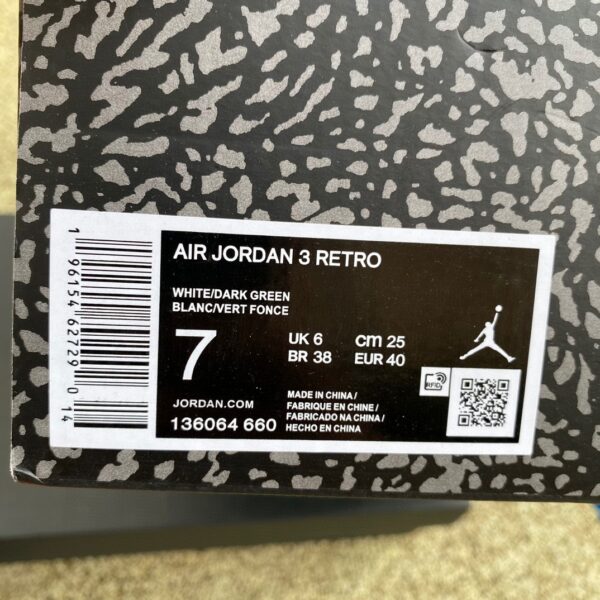 AIR JORDAN 3 RETRO
WHITE/DARK GREEN
BLANC/VERT FONCE
7
UK 6 cm 25
BR 38 EUR 40
JORDAN.COM
136064 660
MADE IN CHINA /
FABRIQUE EN CHINE /
FABRICADO NA CHINA /
HECHO EN CHINA
RFID
1 96154 62729 0 14